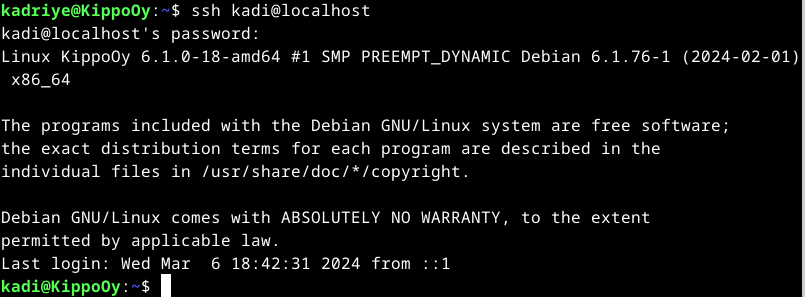 kadriye@KippoOy:~$ ssh kadi@localhost
kadi@localhost's password:
Linux KippoOy 6.1.0-18-amd64 #1 SMP PREEMPT_DYNAMIC Debian 6.1.76-1 (2024-02-01)
 x86_64
The programs included with the Debian GNU/Linux system are free software;
the exact distribution terms for each program are described in the
individual files in /usr/share/doc/*/copyright.
Debian GNU/Linux comes with ABSOLUTELY NO WARRANTY, to the extent
permitted by applicable law.
Last login: Wed Mar  6 18:42:31 2024 from ::1
kadi@KippoOy:~$